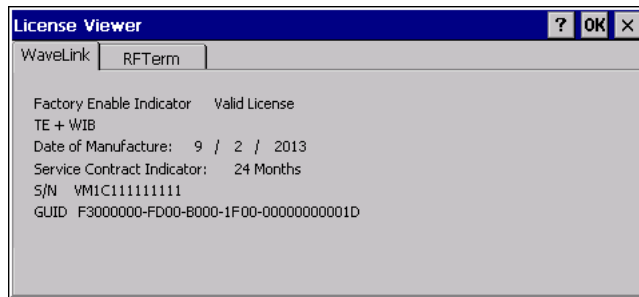 License Viewer ? OK ×
WaveLink RFTerm
Factory Enable Indicator Valid License
TE + WIB
Date of Manufacture: 9 / 2 / 2013
Service Contract Indicator: 24 Months
S/N VM1C111111111
GUID F3000000-FD00-B000-1F00-00000000001D